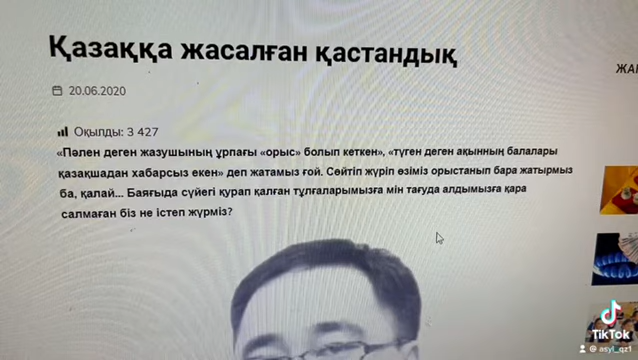 Қазаққа жасалған қастандық
ЖАҢ
20.06.2020
Оқылды: 3 427
«Пәлен деген жазушының ұрпағы «орыс» болып кеткен», «түген деген ақынның балалары
қазақшадан хабарсыз екен» деп жатамыз ғой. Сөйтіп жүріп өзіміз орыстанып бара жатырмыз
ба, қалай... Баяғыда сүйегі қурап қалған тұлғаларымызға мін тағуда алдымызға қара
салмаған біз не істеп жүрміз?
TikTok
@asyl_qz1